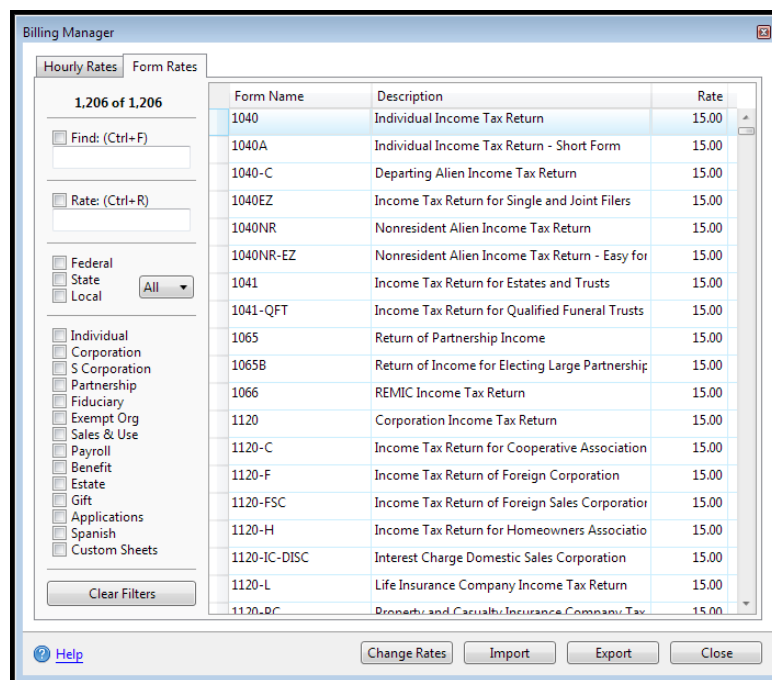 Billing Manager
Hourly Rates Form Rates
1,206 of 1,206
Find: (Ctrl+F)
Rate: (Ctrl+R)
Federal
State
Local
All
Individual
Corporation
S Corporation
Partnership
Fiduciary
Exempt Org
Sales & Use
Payroll
Benefit
Estate
Gift
Applications
Spanish
Custom Sheets
Clear Filters
Form Name Description Rate
1040 Individual Income Tax Return 15.00
1040A Individual Income Tax Return - Short Form 15.00
1040-C Departing Alien Income Tax Return 15.00
1040EZ Income Tax Return for Single and Joint Filers 15.00
1040NR Nonresident Alien Income Tax Return 15.00
1040NR-EZ Nonresident Alien Income Tax Return - Easy for 15.00
1041 Income Tax Return for Estates and Trusts 15.00
1041-QFT Income Tax Return for Qualified Funeral Trusts 15.00
1065 Return of Partnership Income 15.00
1065B Return of Income for Electing Large Partnership 15.00
1066 REMIC Income Tax Return 15.00
1120 Corporation Income Tax Return 15.00
1120-C Income Tax Return for Cooperative Association 15.00
1120-F Income Tax Return of Foreign Corporation 15.00
1120-FSC Income Tax Return of Foreign Sales Corporation 15.00
1120-H Income Tax Return for Homeowners Associatio 15.00
1120-IC-DISC Interest Charge Domestic Sales Corporation 15.00
1120-L Life Insurance Company Income Tax Return 15.00
1120-PC Property and Casualty Insurance Company Tax 15.00
Help
Change Rates Import Export Close